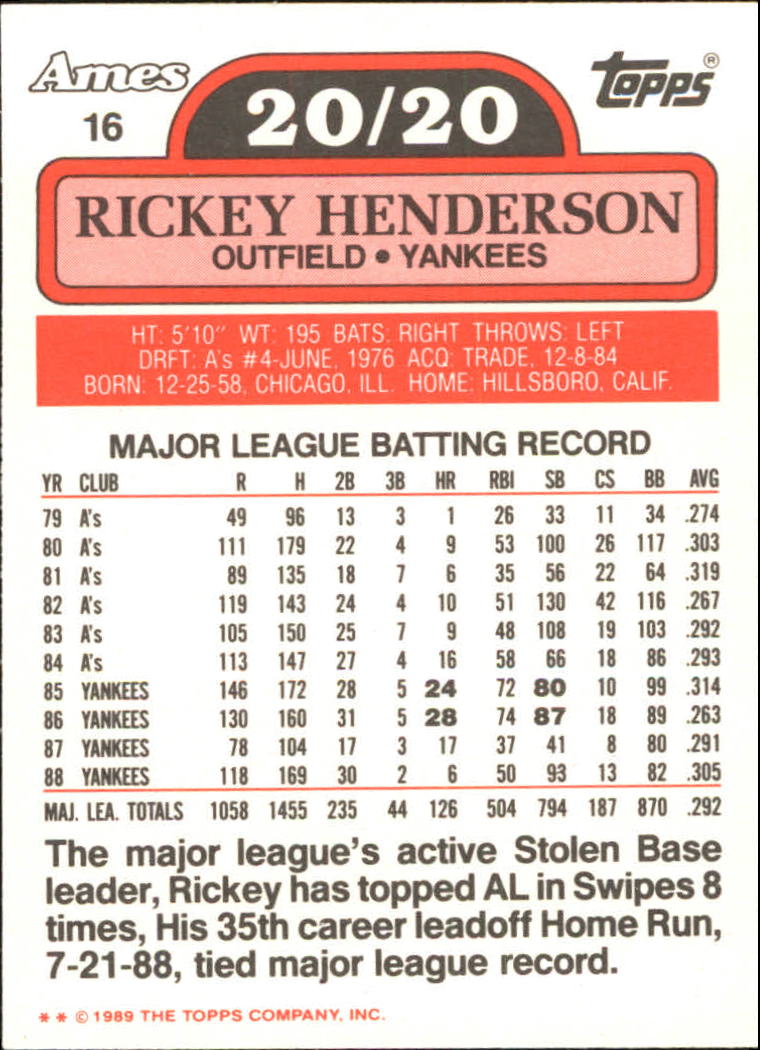 Ames
topps®
16
20/20
RICKEY HENDERSON
OUTFIELD • YANKEES
HT: 5'10" WT: 195 BATS: RIGHT THROWS: LEFT
DRFT: A's #4-JUNE, 1976 ACQ: TRADE, 12-8-84
BORN: 12-25-58, CHICAGO, ILL. HOME: HILLSBORO, CALIF.
MAJOR LEAGUE BATTING RECORD
YR CLUB R H 2B 3B HR RBI SB CS BB AVG
79 A's 49 96 13 3 1 26 33 11 34 .274
80 A's 111 179 22 4 9 53 100 26 117 .303
81 A's 89 135 18 7 6 35 56 22 64 .319
82 A's 119 143 24 4 10 51 130 42 116 .267
83 A's 105 150 25 7 9 48 108 19 103 .292
84 A's 113 147 27 4 16 58 66 18 86 .293
85 YANKEES 146 172 28 5 24 72 80 10 99 .314
86 YANKEES 130 160 31 5 28 74 87 18 89 .263
87 YANKEES 78 104 17 3 17 37 41 8 80 .291
88 YANKEES 118 169 30 2 6 50 93 13 82 .305
MAJ. LEA. TOTALS 1058 1455 235 44 126 504 794 187 870 .292
The major league's active Stolen Base
leader, Rickey has topped AL in Swipes 8
times, His 35th career leadoff Home Run,
7-21-88, tied major league record.
** © 1989 THE TOPPS COMPANY, INC.